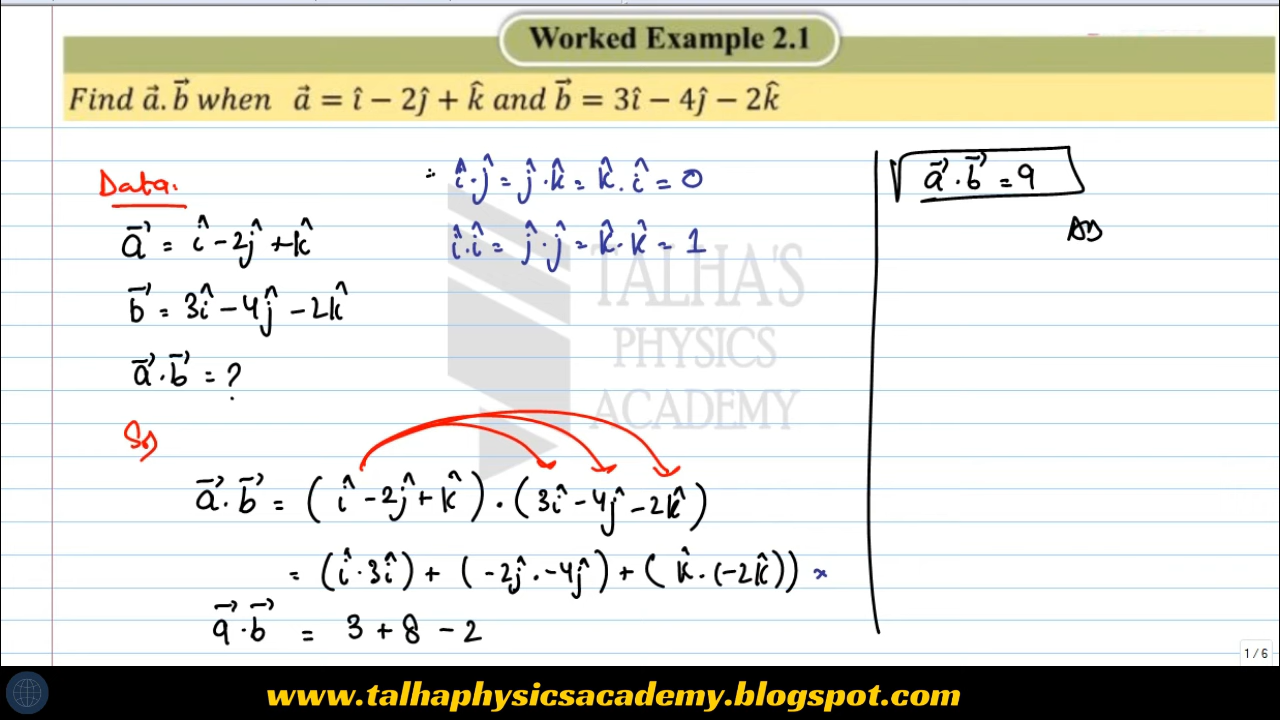 Worked Example 2.1
Find a⃗. b⃗ when a⃗ = î − 2ĵ + k̂ and b⃗ = 3î − 4ĵ − 2k̂
Data:
a⃗ = î - 2ĵ + k̂
b⃗ = 3î - 4ĵ - 2k̂
a⃗ · b⃗ = ?
∴ î · ĵ = ĵ · k̂ = k̂ · î = 0
î · î = ĵ · ĵ = k̂ · k̂ = 1
TALHA'S
PHYSICS
ACADEMY
a⃗ · b⃗ = ( î - 2ĵ + k̂ ) · ( 3î - 4ĵ - 2k̂ )
= ( î · 3î ) + ( -2ĵ · -4ĵ ) + ( k̂ · (-2k̂) )
a⃗ · b⃗ = 3 + 8 - 2
a⃗ · b⃗ = 9
1 / 6
www.talhaphysicsacademy.blogspot.com